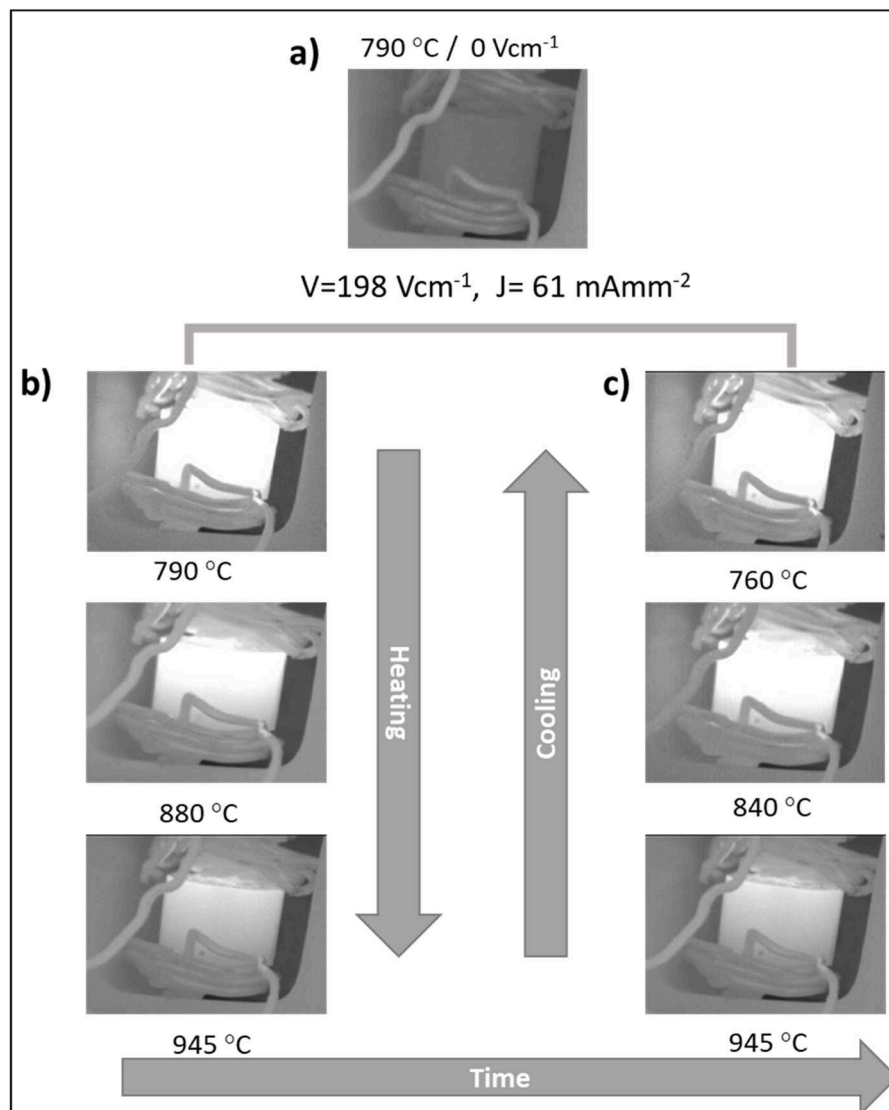 a)
790 °C / 0 Vcm⁻¹
V=198 Vcm⁻¹, J= 61 mAmm⁻²
b)
790 °C
880 °C
945 °C
Heating
Cooling
c)
760 °C
840 °C
945 °C
Time